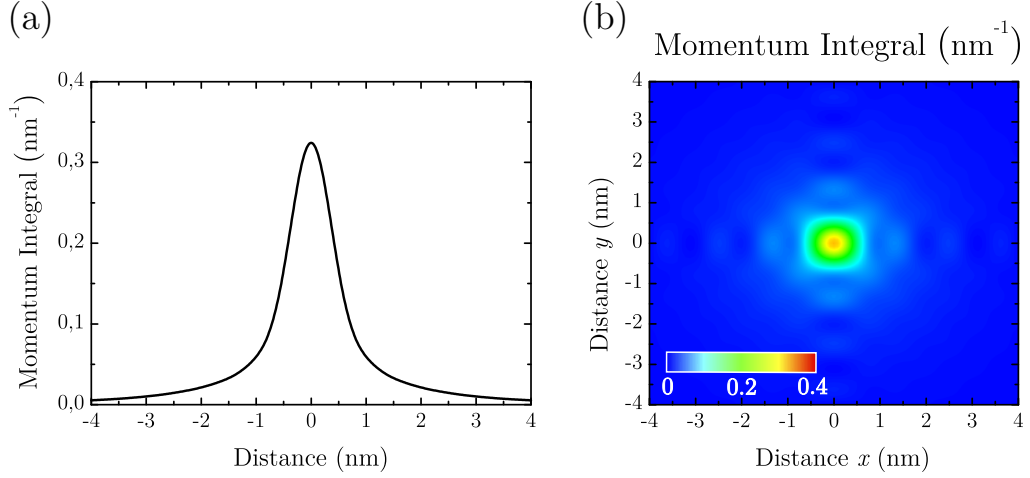 (a)
0,4
0,3
0,2
0,1
0,0
Momentum Integral (nm⁻¹)
-4 -3 -2 -1 0 1 2 3 4
Distance (nm)
(b)
Momentum Integral (nm⁻¹)
4
3
2
1
0
-1
-2
-3
-4
Distance y (nm)
0 0.2 0.4
-4 -3 -2 -1 0 1 2 3 4
Distance x (nm)